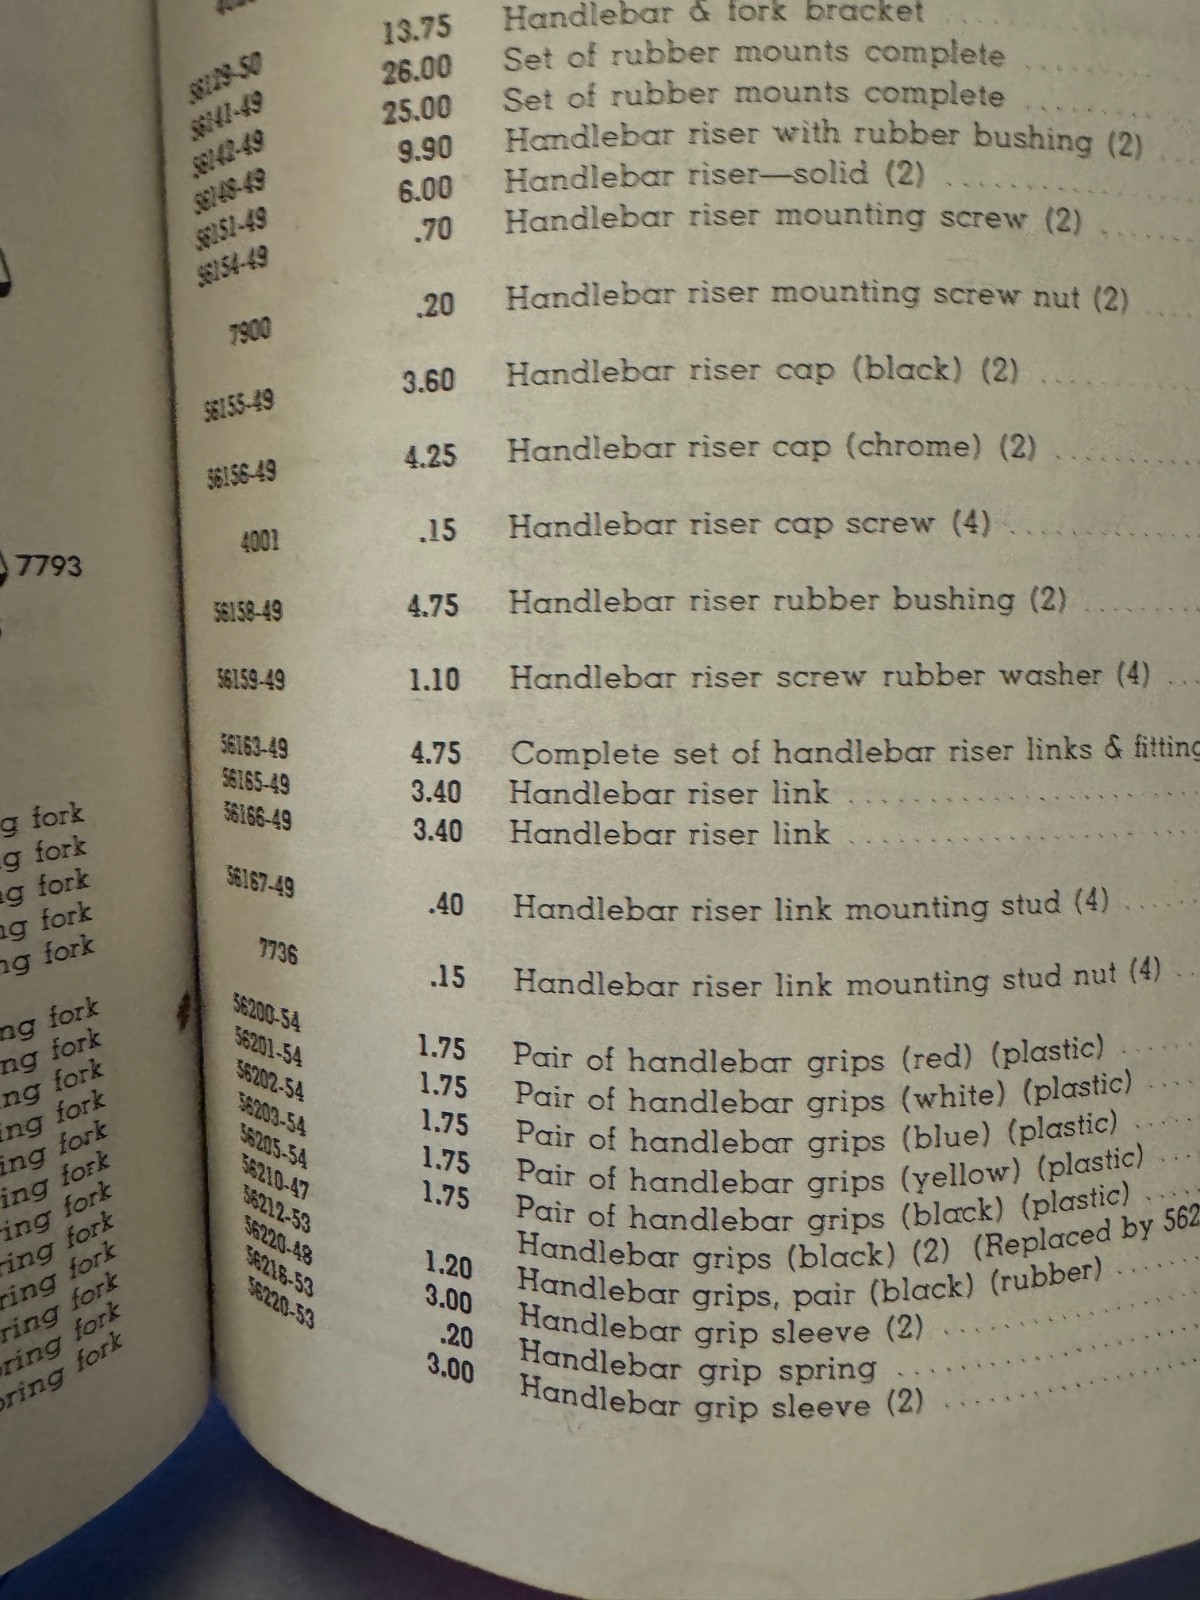 7793
g fork
g fork
ng fork
ng fork
ng fork
ng fork
ng fork
ng fork
ing fork
ing fork
ing fork
ring fork
ring fork
ring fork
ring fork
pring fork
pring fork
56129-50 13.75 Handlebar & fork bracket
56141-49 26.00 Set of rubber mounts complete
56142-49 25.00 Set of rubber mounts complete
56148-49 9.90 Handlebar riser with rubber bushing (2)
56151-49 6.00 Handlebar riser—solid (2)
56154-49 .70 Handlebar riser mounting screw (2)
7900 .20 Handlebar riser mounting screw nut (2)
56155-49 3.60 Handlebar riser cap (black) (2)
56156-49 4.25 Handlebar riser cap (chrome) (2)
4001 .15 Handlebar riser cap screw (4)
56158-49 4.75 Handlebar riser rubber bushing (2)
56159-49 1.10 Handlebar riser screw rubber washer (4)
56163-49 4.75 Complete set of handlebar riser links & fitting
56165-49 3.40 Handlebar riser link
56166-49 3.40 Handlebar riser link
56167-49 .40 Handlebar riser link mounting stud (4)
7736 .15 Handlebar riser link mounting stud nut (4)
56200-54 1.75 Pair of handlebar grips (red) (plastic)
56201-54 1.75 Pair of handlebar grips (white) (plastic)
56202-54 1.75 Pair of handlebar grips (blue) (plastic)
56203-54 1.75 Pair of handlebar grips (yellow) (plastic)
56205-54 1.75 Pair of handlebar grips (black) (plastic)
56210-47 Handlebar grips (black) (2) (Replaced by 562
56212-53 1.20 Handlebar grips, pair (black) (rubber)
56220-48 3.00 Handlebar grip sleeve (2)
56216-53 .20 Handlebar grip spring
56220-53 3.00 Handlebar grip sleeve (2)